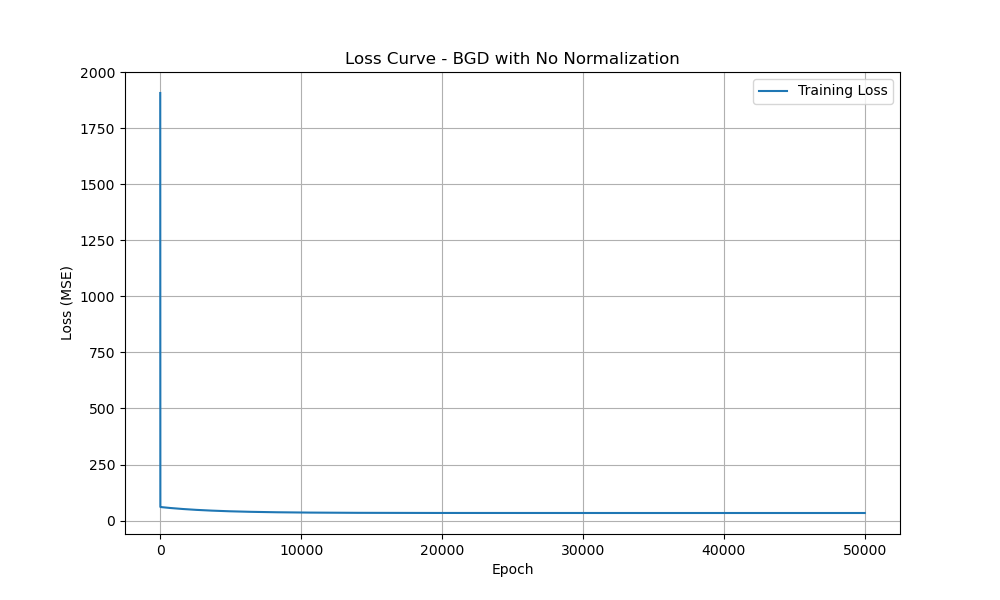 Loss Curve - BGD with No Normalization
Training Loss
2000
1750
1500
1250
1000
750
500
250
0
Loss (MSE)
0 10000 20000 30000 40000 50000
Epoch